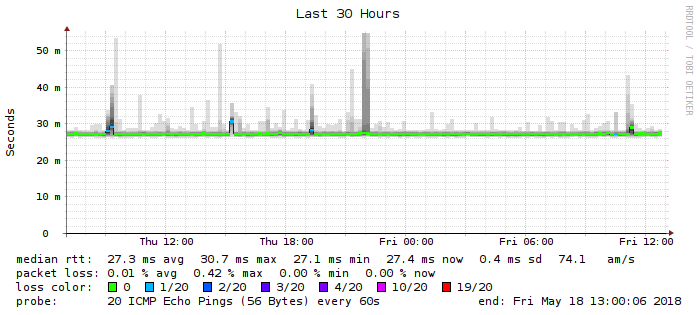 Last 30 Hours
RRDTOOL / TOBI OETIKER
Seconds
50 m
40 m
30 m
20 m
10 m
0
Thu 12:00 Thu 18:00 Fri 00:00 Fri 06:00 Fri 12:00
median rtt: 27.3 ms avg 30.7 ms max 27.1 ms min 27.4 ms now 0.4 ms sd 74.1 am/s
packet loss: 0.01 % avg 0.42 % max 0.00 % min 0.00 % now
loss color: 0 1/20 2/20 3/20 4/20 10/20 19/20
probe: 20 ICMP Echo Pings (56 Bytes) every 60s end: Fri May 18 13:00:06 2018